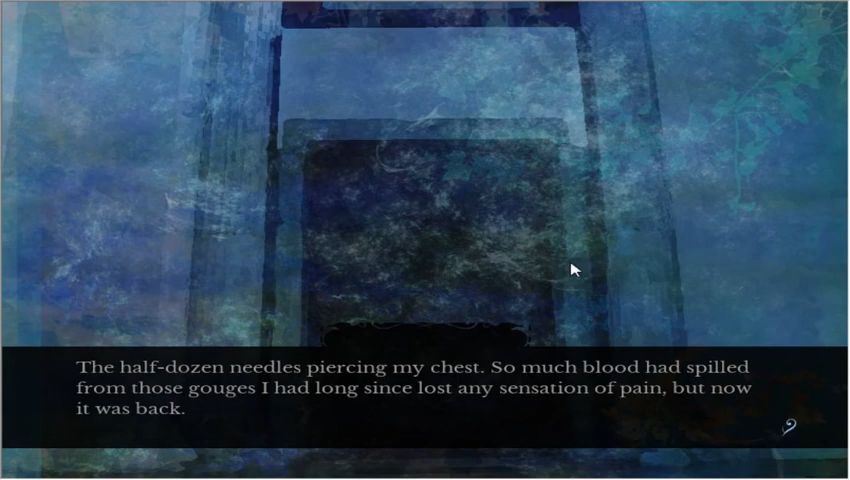 The half-dozen needles piercing my chest. So much blood had spilled
from those gouges I had long since lost any sensation of pain, but now
it was back.